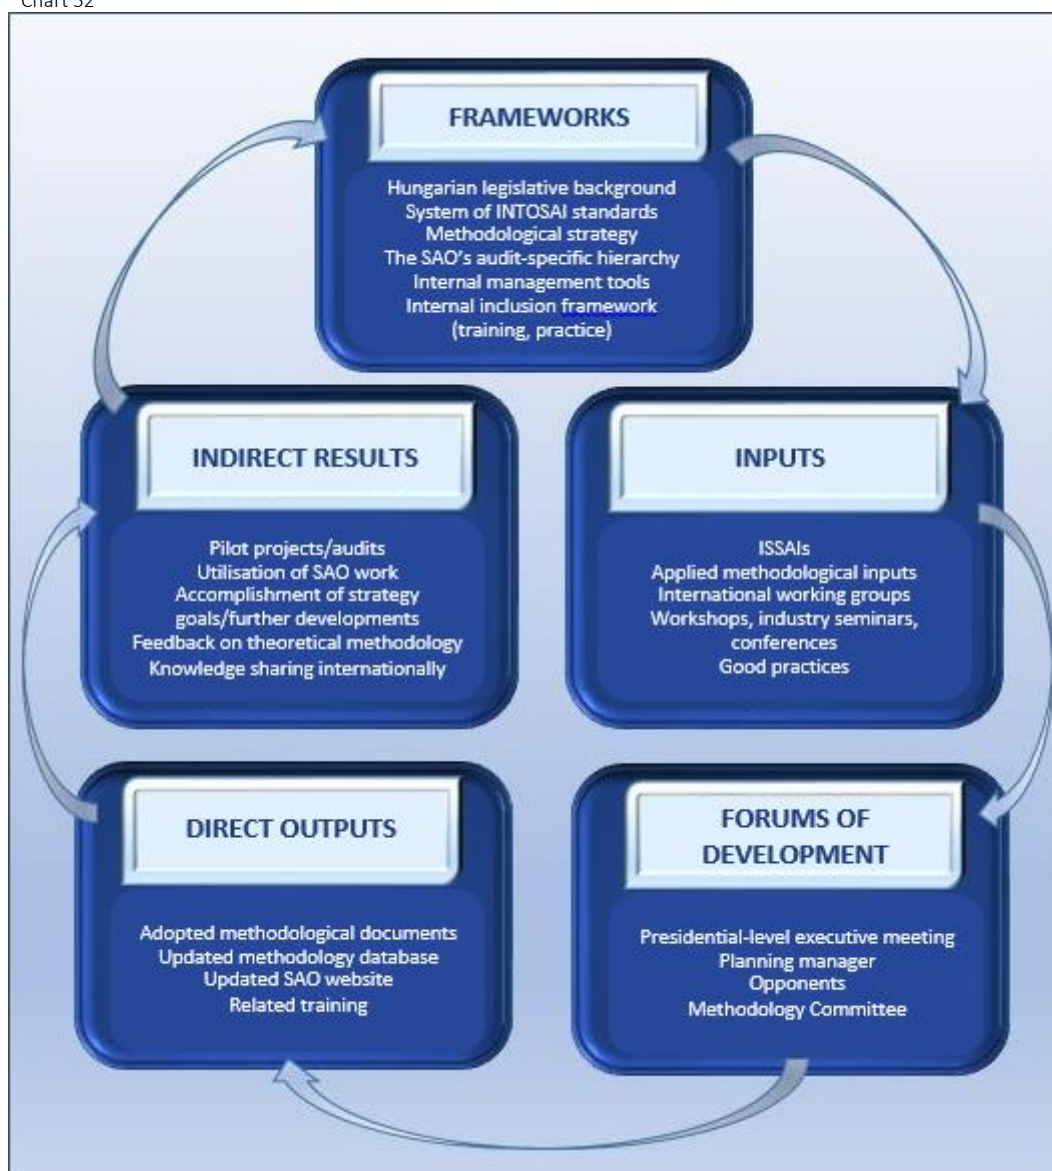 Chart 32
FRAMEWORKS
Hungarian legislative background
System of INTOSAI standards
Methodological strategy
The SAO's audit-specific hierarchy
Internal management tools
Internal inclusion framework
(training, practice)
INDIRECT RESULTS
Pilot projects/audits
Utilisation of SAO work
Accomplishment of strategy
goals/further developments
Feedback on theoretical methodology
Knowledge sharing internationally
INPUTS
ISSAIs
Applied methodological inputs
International working groups
Workshops, industry seminars,
conferences
Good practices
DIRECT OUTPUTS
Adopted methodological documents
Updated methodology database
Updated SAO website
Related training
FORUMS OF
DEVELOPMENT
Presidential-level executive meeting
Planning manager
Opponents
Methodology Committee